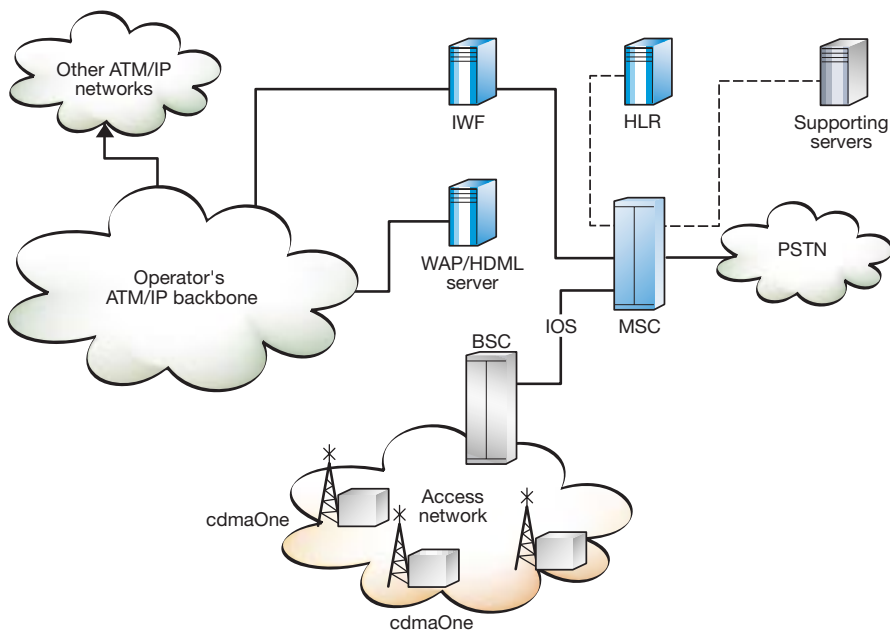 Other ATM/IP
networks
IWF
HLR
Supporting
servers
Operator's
ATM/IP backbone
WAP/HDML
server
PSTN
IOS
MSC
BSC
Access
network
cdmaOne
cdmaOne